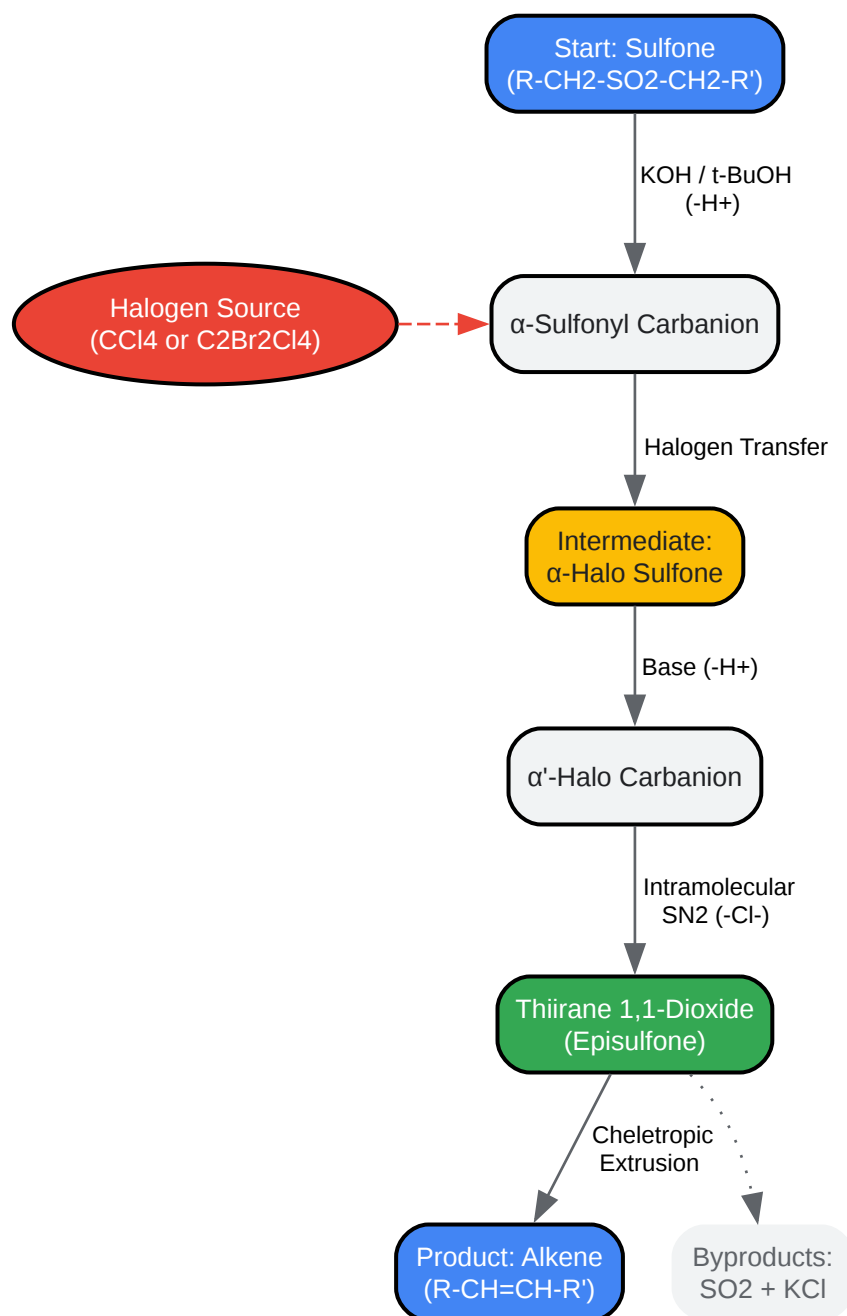 Start: Sulfone
(R-CH2-SO2-CH2-R')
KOH / t-BuOH
(-H+)
Halogen Source
(CCl4 or C2Br2Cl4)
α-Sulfonyl Carbanion
Halogen Transfer
Intermediate:
α-Halo Sulfone
Base (-H+)
α'-Halo Carbanion
Intramolecular
SN2 (-Cl-)
Thiirane 1,1-Dioxide
(Episulfone)
Cheletropic
Extrusion
Product: Alkene
(R-CH=CH-R')
Byproducts:
SO2 + KCl